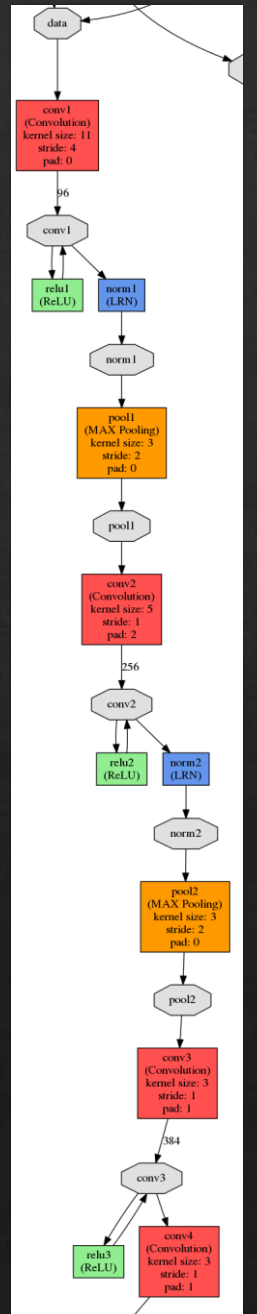 data
conv1
(Convolution)
kernel size: 11
stride: 4
pad: 0
96
conv1
relu1
(ReLU)
norm1
(LRN)
norm1
pool1
(MAX Pooling)
kernel size: 3
stride: 2
pad: 0
pool1
conv2
(Convolution)
kernel size: 5
stride: 1
pad: 2
256
conv2
relu2
(ReLU)
norm2
(LRN)
norm2
pool2
(MAX Pooling)
kernel size: 3
stride: 2
pad: 0
pool2
conv3
(Convolution)
kernel size: 3
stride: 1
pad: 1
384
conv3
relu3
(ReLU)
conv4
(Convolution)
kernel size: 3
stride: 1
pad: 1